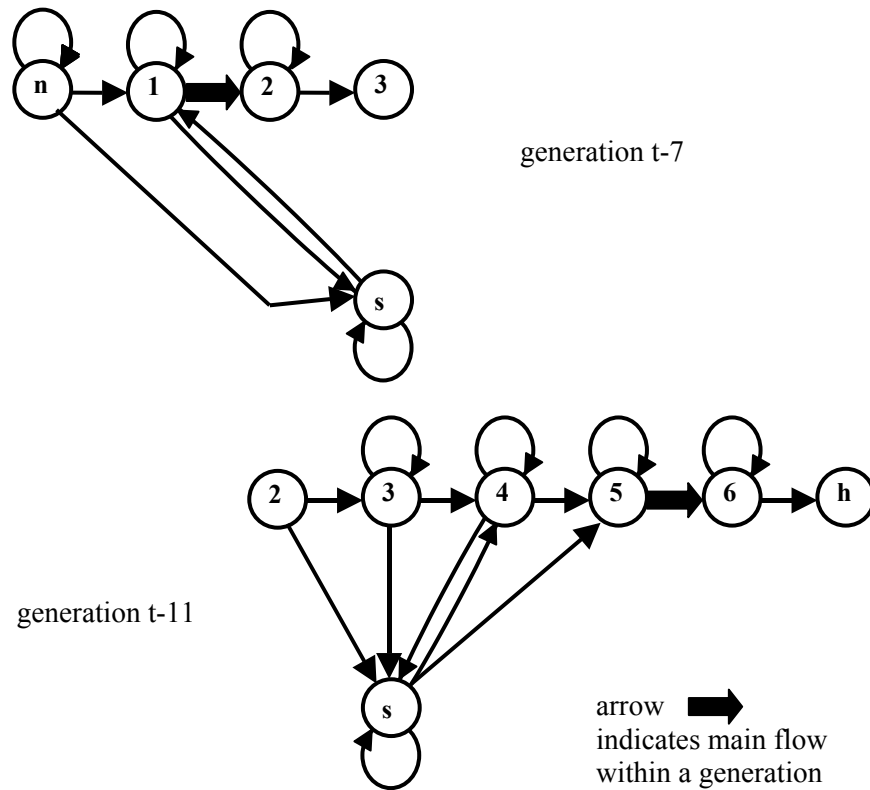 n 1 2 3
generation t-7
s
2 3 4 5 6 h
generation t-11
s
arrow
indicates main flow
within a generation